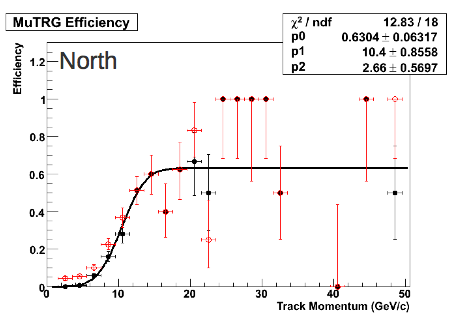 MuTRG Efficiency
χ² / ndf 12.83 / 18
p0 0.6304 ± 0.06317
p1 10.4 ± 0.8558
p2 2.66 ± 0.5697
North
Efficiency
1.2
1
0.8
0.6
0.4
0.2
0
0 10 20 30 40 50
Track Momentum (GeV/c)